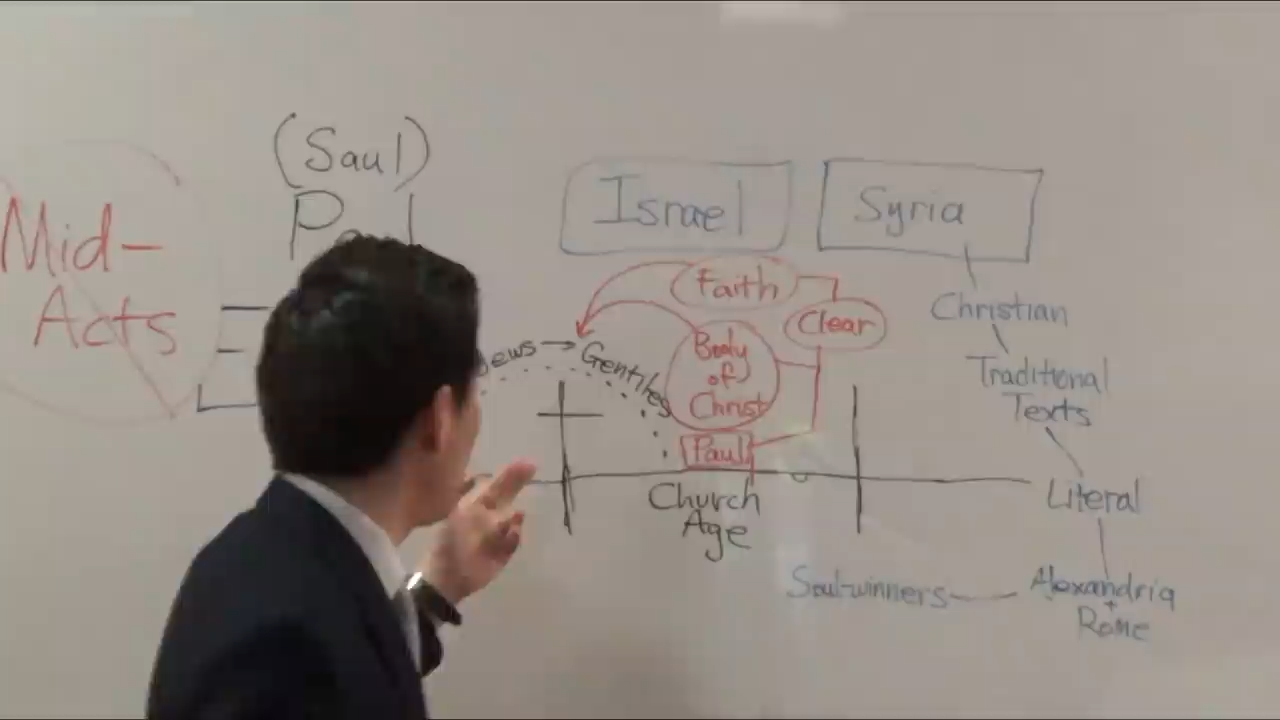 (Saul)
Mid-
Acts
Israel
Syria
Faith
Clear
Christian
Jews → Gentiles
Body
of
Christ
Traditional
Texts
Paul
Church
Age
Literal
Soul-winners
Alexandria
+
Rome